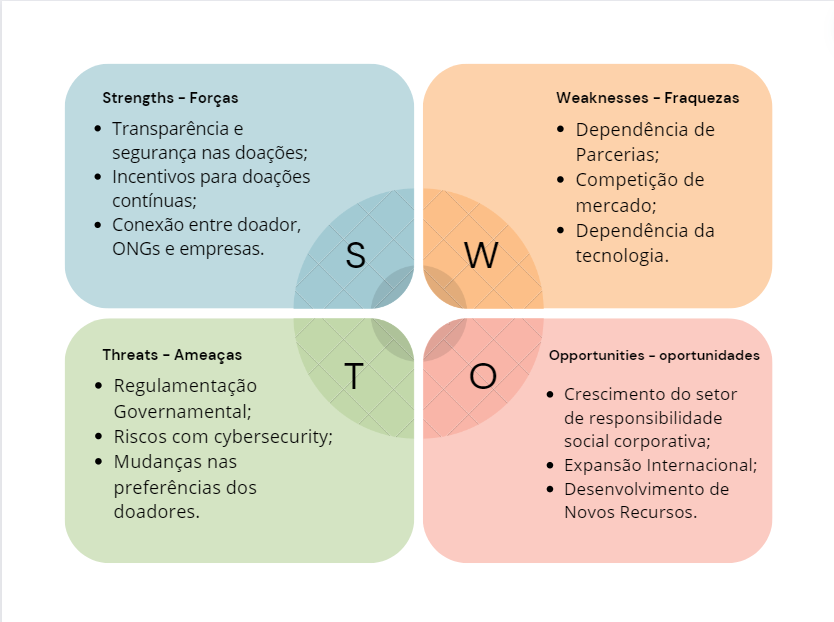 Strengths - Forças
Transparência e
segurança nas doações;
Incentivos para doações
contínuas;
Conexão entre doador,
ONGs e empresas.
S
Weaknesses - Fraquezas
Dependência de
Parcerias;
Competição de
mercado;
Dependência da
tecnologia.
W
Threats - Ameaças
Regulamentação
Governamental;
Riscos com cybersecurity;
Mudanças nas
preferências dos
doadores.
T
Opportunities - oportunidades
Crescimento do setor
de responsibilidade
social corporativa;
Expansão Internacional;
Desenvolvimento de
Novos Recursos.
O